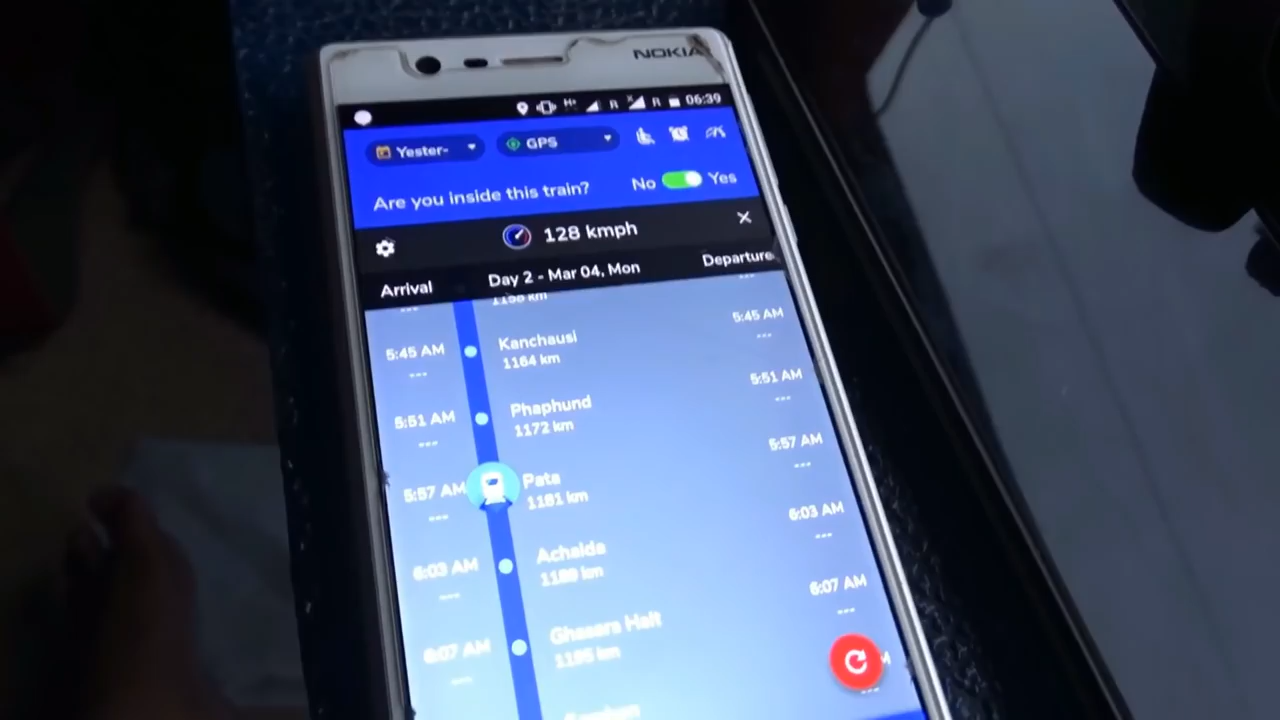 NOKIA
H+ R R 06:39
Yester- GPS
Are you inside this train? No Yes
128 kmph
Arrival Day 2 - Mar 04, Mon Departure
5:45 AM Kanchausi 5:45 AM
--- 1164 km ---
5:51 AM Phaphund 5:51 AM
--- 1172 km ---
5:57 AM Pata 5:57 AM
--- 1181 km ---
6:03 AM Achalda 6:03 AM
--- ---
6:07 AM Ghasara Halt 6:07 AM
--- 1195 km ---